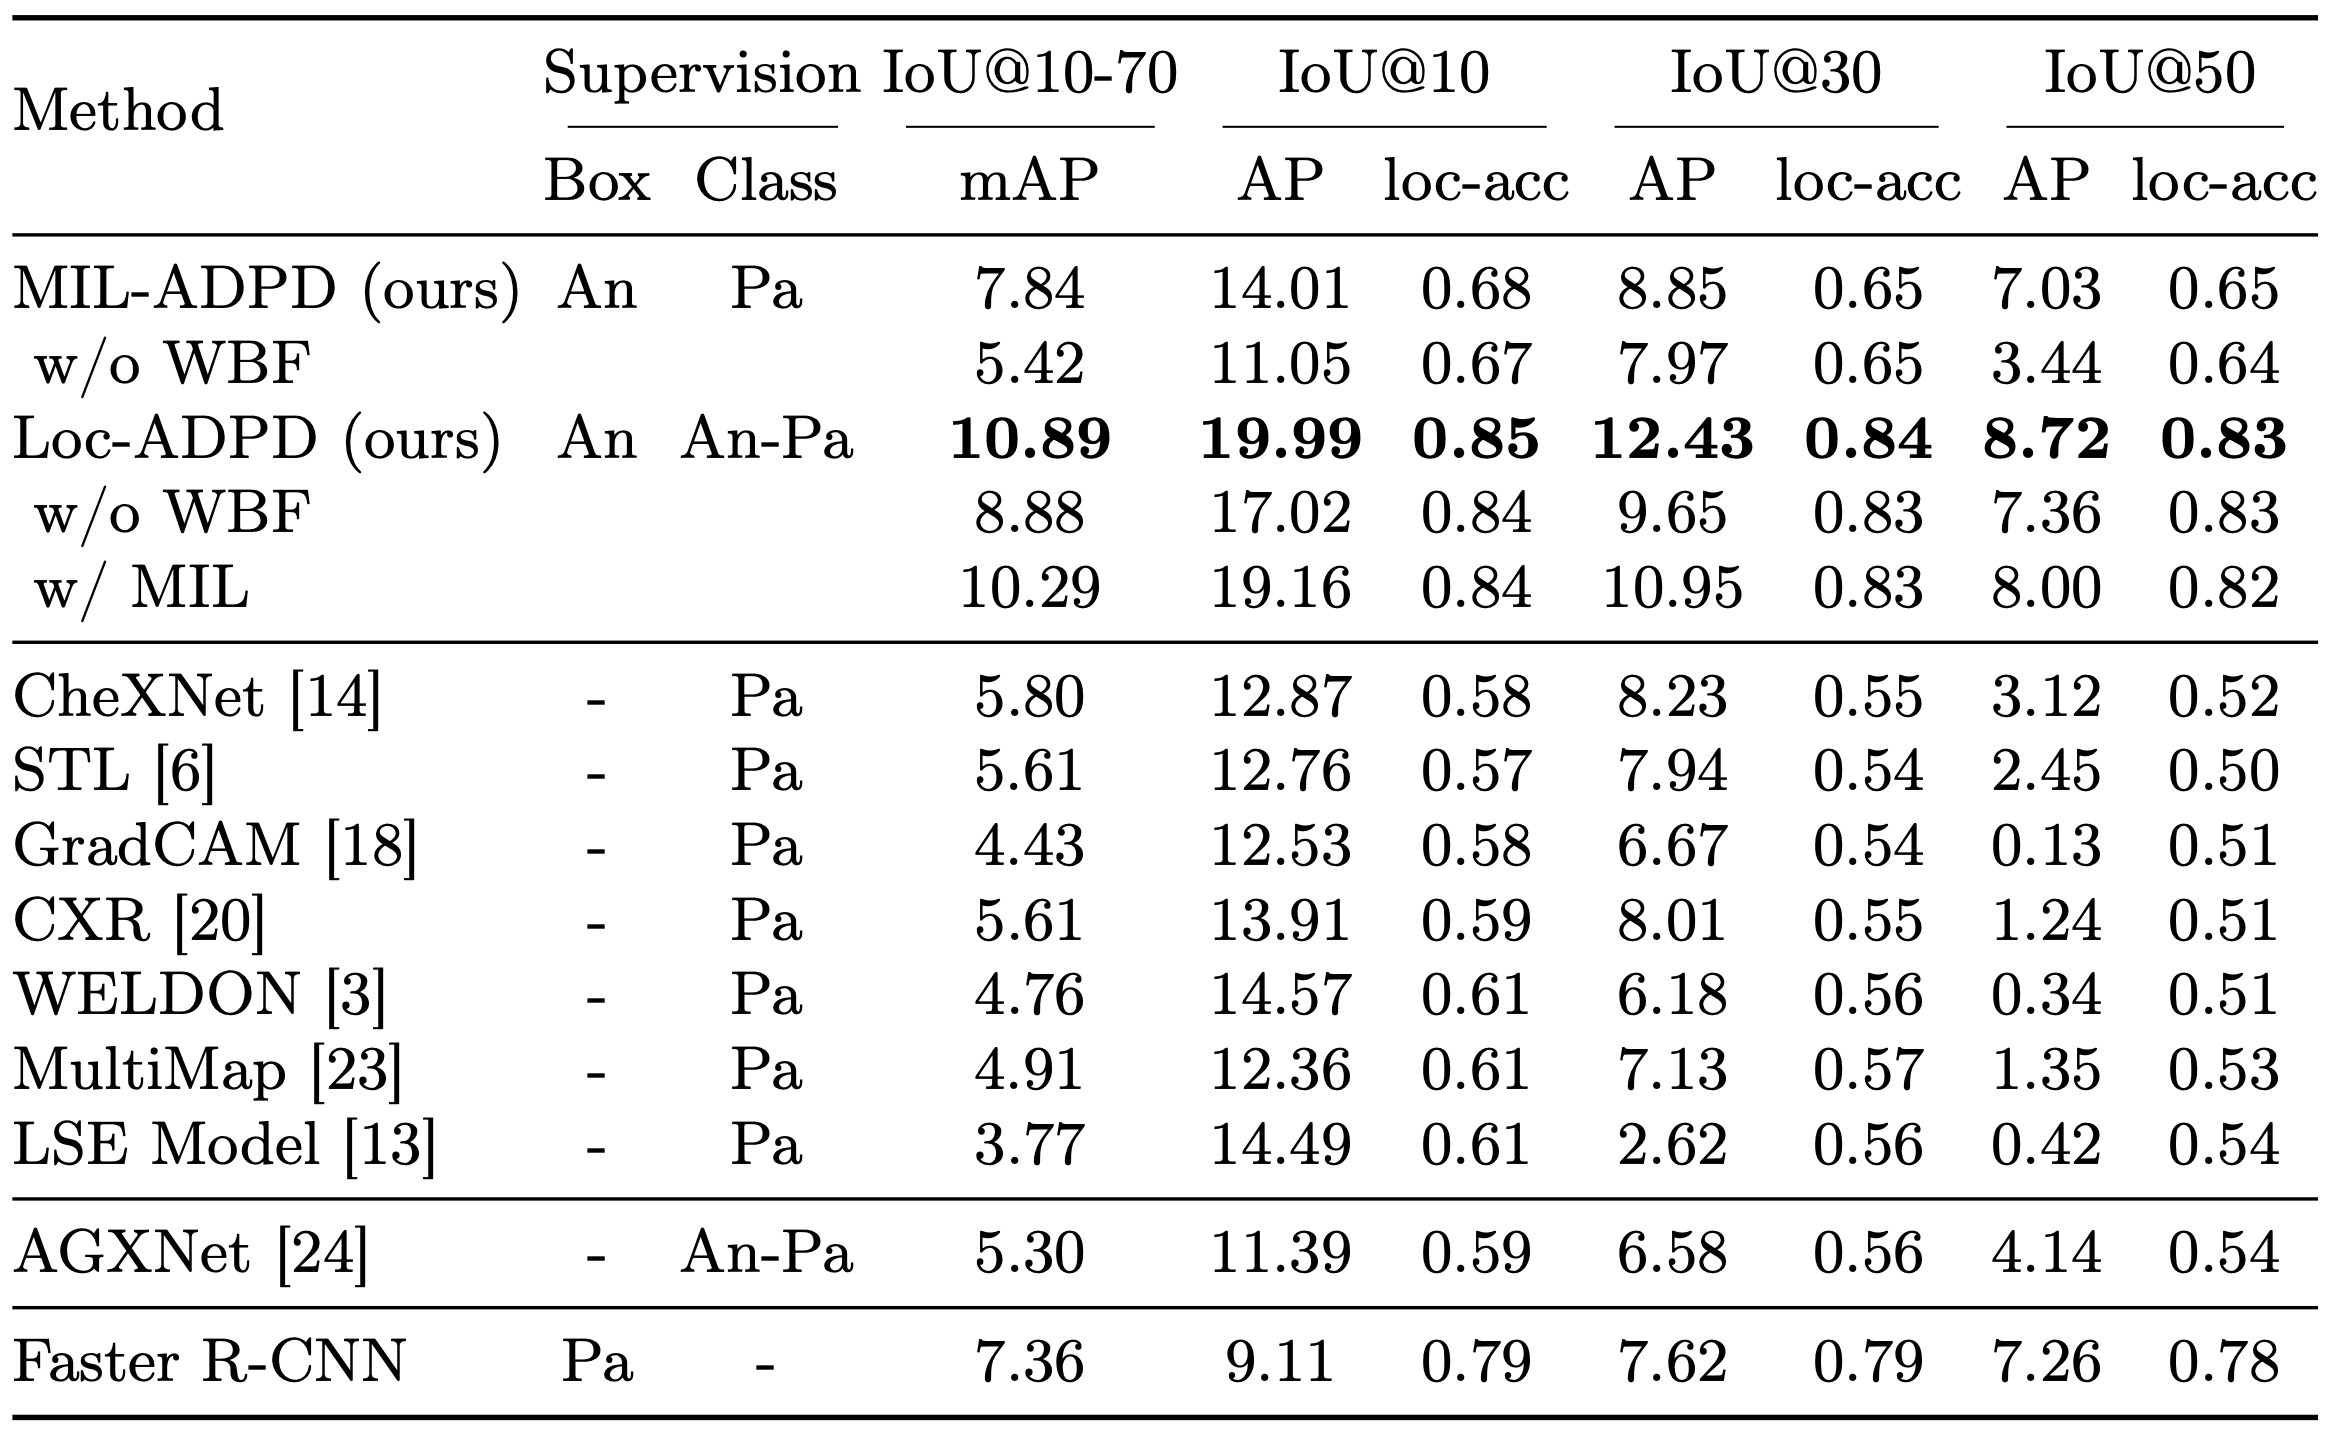 Method Supervision IoU@10-70 IoU@10 IoU@30 IoU@50
Box Class mAP AP loc-acc AP loc-acc AP loc-acc
MIL-ADPD (ours) An Pa 7.84 14.01 0.68 8.85 0.65 7.03 0.65
w/o WBF 5.42 11.05 0.67 7.97 0.65 3.44 0.64
Loc-ADPD (ours) An An-Pa 10.89 19.99 0.85 12.43 0.84 8.72 0.83
w/o WBF 8.88 17.02 0.84 9.65 0.83 7.36 0.83
w/ MIL 10.29 19.16 0.84 10.95 0.83 8.00 0.82
CheXNet [14] - Pa 5.80 12.87 0.58 8.23 0.55 3.12 0.52
STL [6] - Pa 5.61 12.76 0.57 7.94 0.54 2.45 0.50
GradCAM [18] - Pa 4.43 12.53 0.58 6.67 0.54 0.13 0.51
CXR [20] - Pa 5.61 13.91 0.59 8.01 0.55 1.24 0.51
WELDON [3] - Pa 4.76 14.57 0.61 6.18 0.56 0.34 0.51
MultiMap [23] - Pa 4.91 12.36 0.61 7.13 0.57 1.35 0.53
LSE Model [13] - Pa 3.77 14.49 0.61 2.62 0.56 0.42 0.54
AGXNet [24] - An-Pa 5.30 11.39 0.59 6.58 0.56 4.14 0.54
Faster R-CNN Pa - 7.36 9.11 0.79 7.62 0.79 7.26 0.78